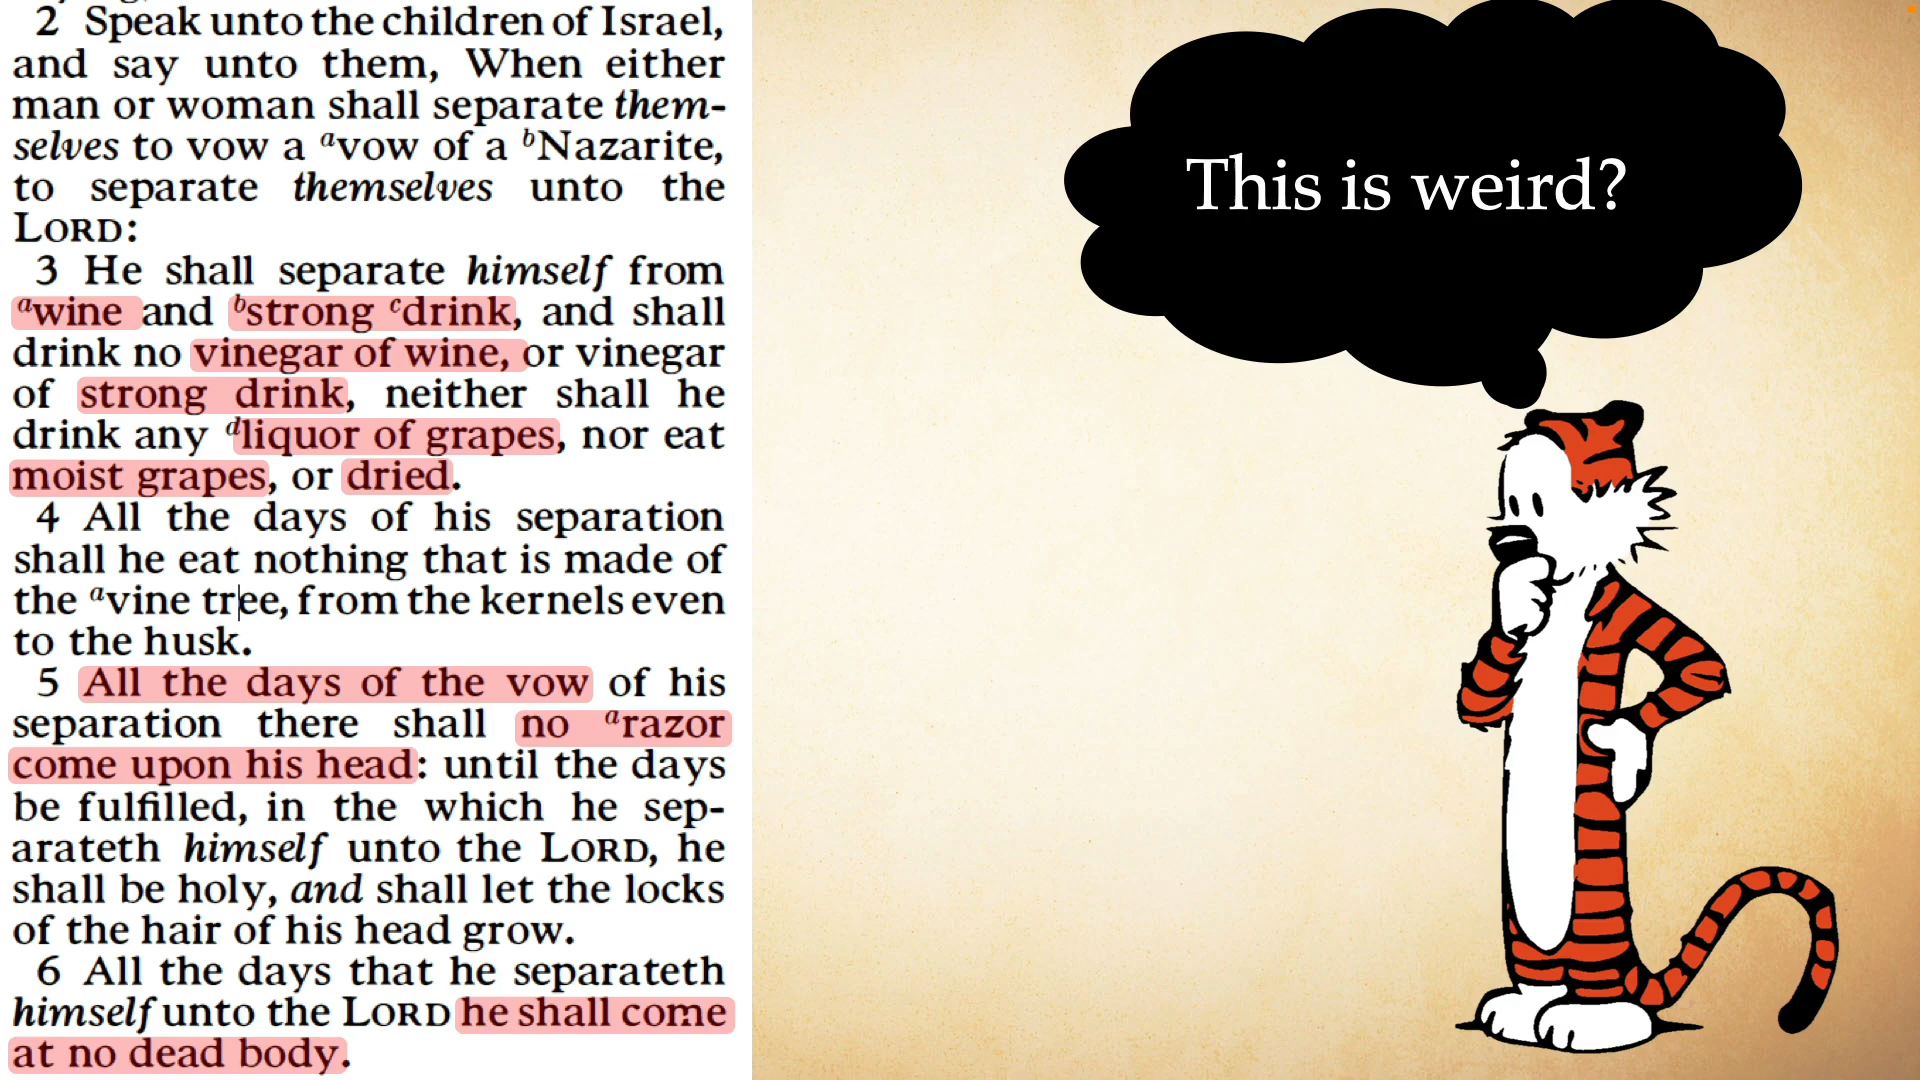 2 Speak unto the children of Israel,
and say unto them, When either
man or woman shall separate them-
selves to vow a ᵃvow of a ᵇNazarite,
to separate themselves unto the
LORD:
3 He shall separate himself from
ᵃwine and ᵇstrong ᶜdrink, and shall
drink no vinegar of wine, or vinegar
of strong drink, neither shall he
drink any ᵈliquor of grapes, nor eat
moist grapes, or dried.
4 All the days of his separation
shall he eat nothing that is made of
the ᵃvine tree, from the kernels even
to the husk.
5 All the days of the vow of his
separation there shall no ᵃrazor
come upon his head: until the days
be fulfilled, in the which he sep-
arateth himself unto the LORD, he
shall be holy, and shall let the locks
of the hair of his head grow.
6 All the days that he separateth
himself unto the LORD he shall come
at no dead body.
This is weird?